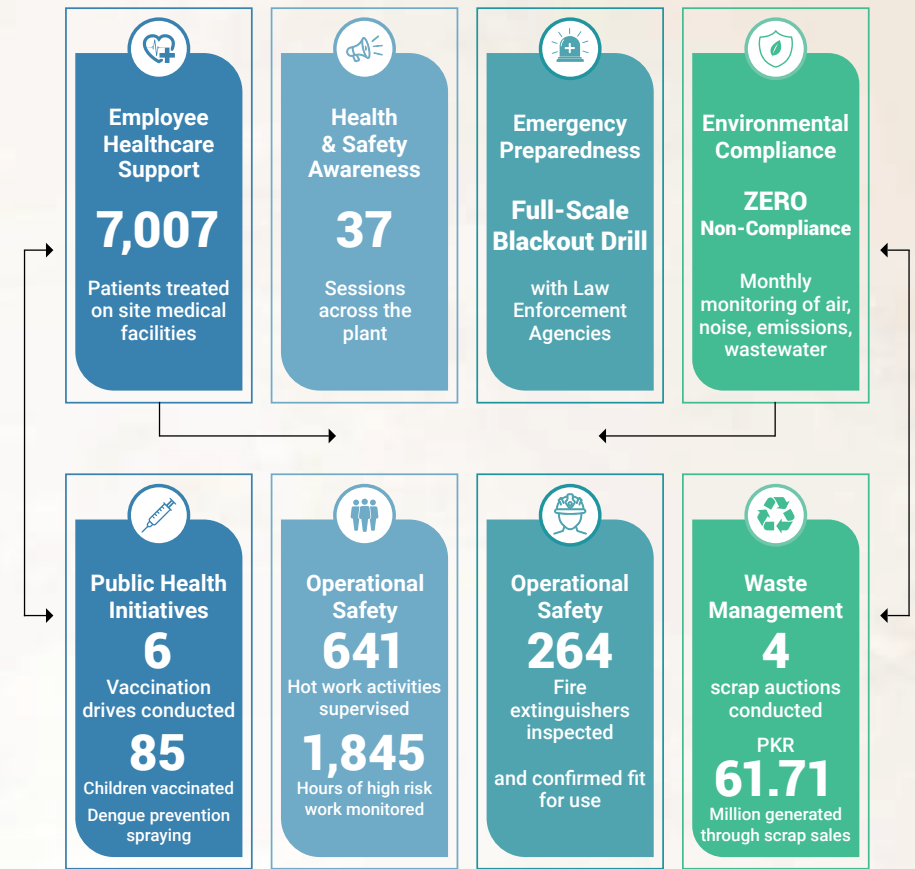 Employee
Healthcare
Support
7,007
Patients treated
on site medical
facilities
Health
& Safety
Awareness
37
Sessions
across the
plant
Emergency
Preparedness
Full-Scale
Blackout Drill
with Law
Enforcement
Agencies
Environmental
Compliance
ZERO
Non-Compliance
Monthly
monitoring of air,
noise, emissions,
wastewater
Public Health
Initiatives
6
Vaccination
drives conducted
85
Children vaccinated
Dengue prevention
spraying
Operational
Safety
641
Hot work activities
supervised
1,845
Hours of high risk
work monitored
Operational
Safety
264
Fire
extinguishers
inspected
and confirmed fit
for use
Waste
Management
4
scrap auctions
conducted
PKR
61.71
Million generated
through scrap sales